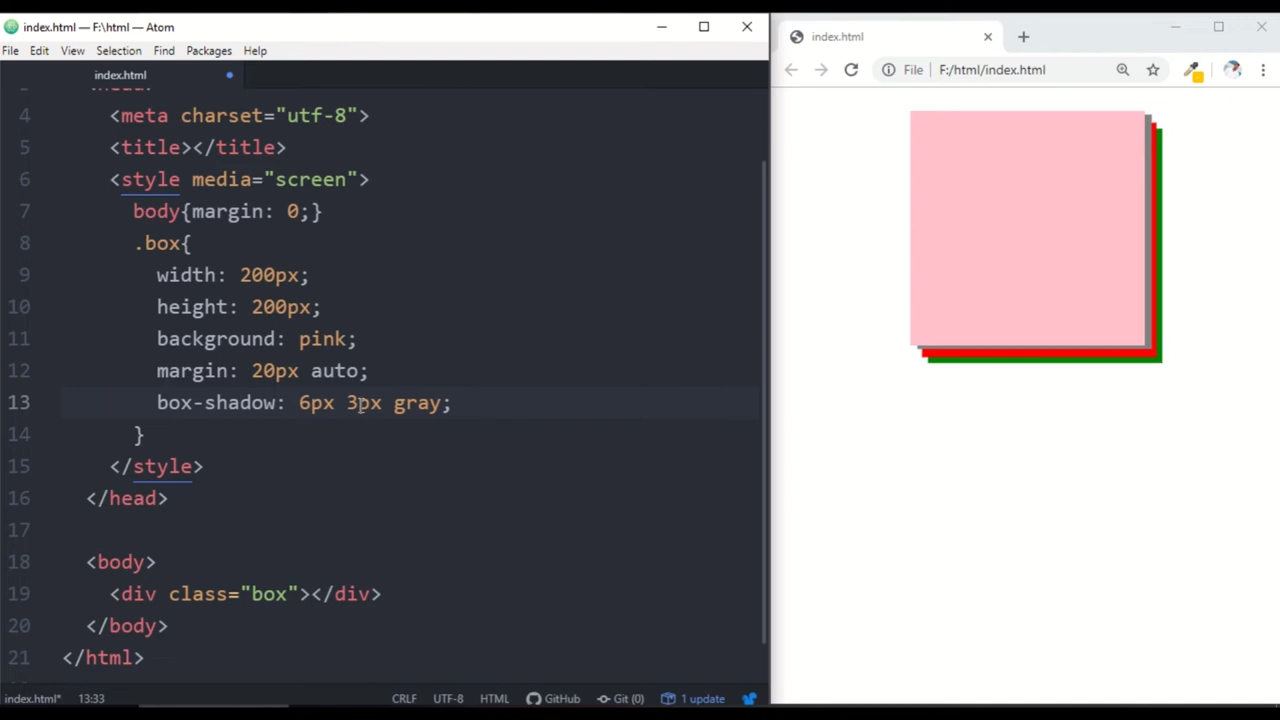 index.html — F:\html — Atom
File Edit View Selection Find Packages Help
index.html
4 <meta charset="utf-8">
5 <title></title>
6 <style media="screen">
7 body{margin: 0;}
8 .box{
9 width: 200px;
10 height: 200px;
11 background: pink;
12 margin: 20px auto;
13 box-shadow: 6px 3px gray;
14 }
15 </style>
16 </head>
17
18 <body>
19 <div class="box"></div>
20 </body>
21 </html>
index.html* 13:33 CRLF UTF-8 HTML GitHub Git (0) 1 update
index.html
File F:/html/index.html